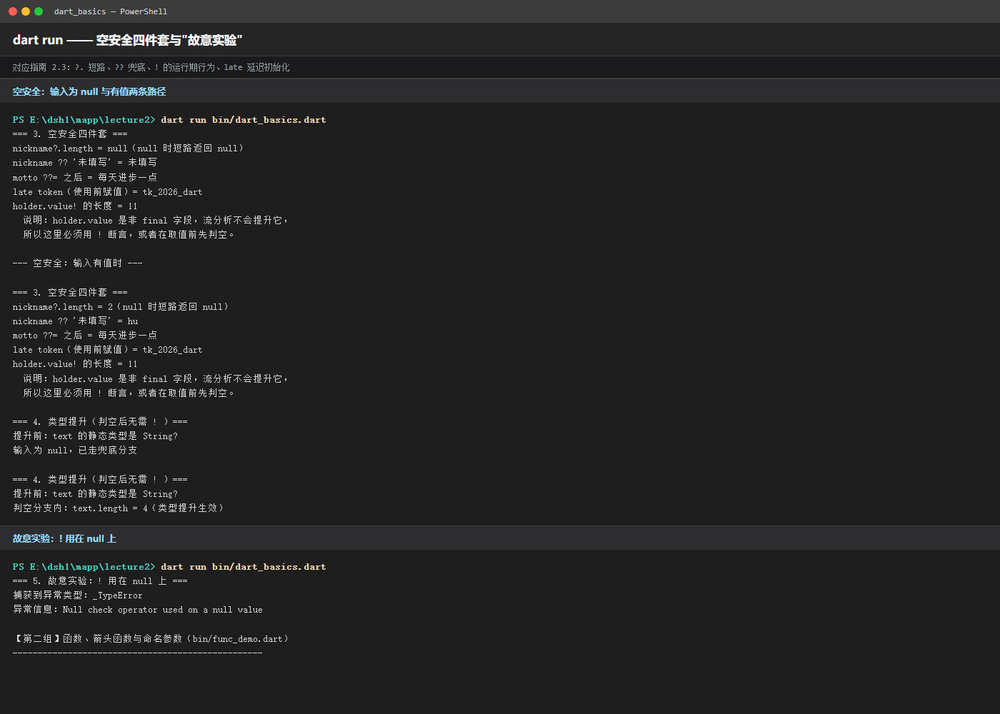 dart_basics — PowerShell
dart run —— 空安全四件套与"故意实验"
对应指南 2.3: ?. 短路、?? 兜底、! 的运行期行为、late 延迟初始化
空安全：输入为 null 与有值两条路径
PS E:\dsh1\mapp\lecture2> dart run bin/dart_basics.dart
=== 3. 空安全四件套 ===
nickname?.length = null（null 时短路返回 null）
nickname ?? '未填写' = 未填写
motto ??= 之后 = 每天进步一点
late token（使用前赋值）= tk_2026_dart
holder.value! 的长度 = 11
  说明：holder.value 是非 final 字段，流分析不会提升它，
  所以这里必须用 ! 断言，或者在取值前先判空。
--- 空安全：输入有值时 ---
=== 3. 空安全四件套 ===
nickname?.length = 2（null 时短路返回 null）
nickname ?? '未填写' = hu
motto ??= 之后 = 每天进步一点
late token（使用前赋值）= tk_2026_dart
holder.value! 的长度 = 11
  说明：holder.value 是非 final 字段，流分析不会提升它，
  所以这里必须用 ! 断言，或者在取值前先判空。
=== 4. 类型提升（判空后无需 ! ）===
提升前：text 的静态类型是 String?
输入为 null，已走兜底分支
=== 4. 类型提升（判空后无需 ! ）===
提升前：text 的静态类型是 String?
判空分支内：text.length = 4（类型提升生效）
故意实验：! 用在 null 上
PS E:\dsh1\mapp\lecture2> dart run bin/dart_basics.dart
=== 5. 故意实验：! 用在 null 上 ===
捕获到异常类型：_TypeError
异常信息：Null check operator used on a null value
【第二组】函数、箭头函数与命名参数（bin/func_demo.dart）
--------------------------------------------------